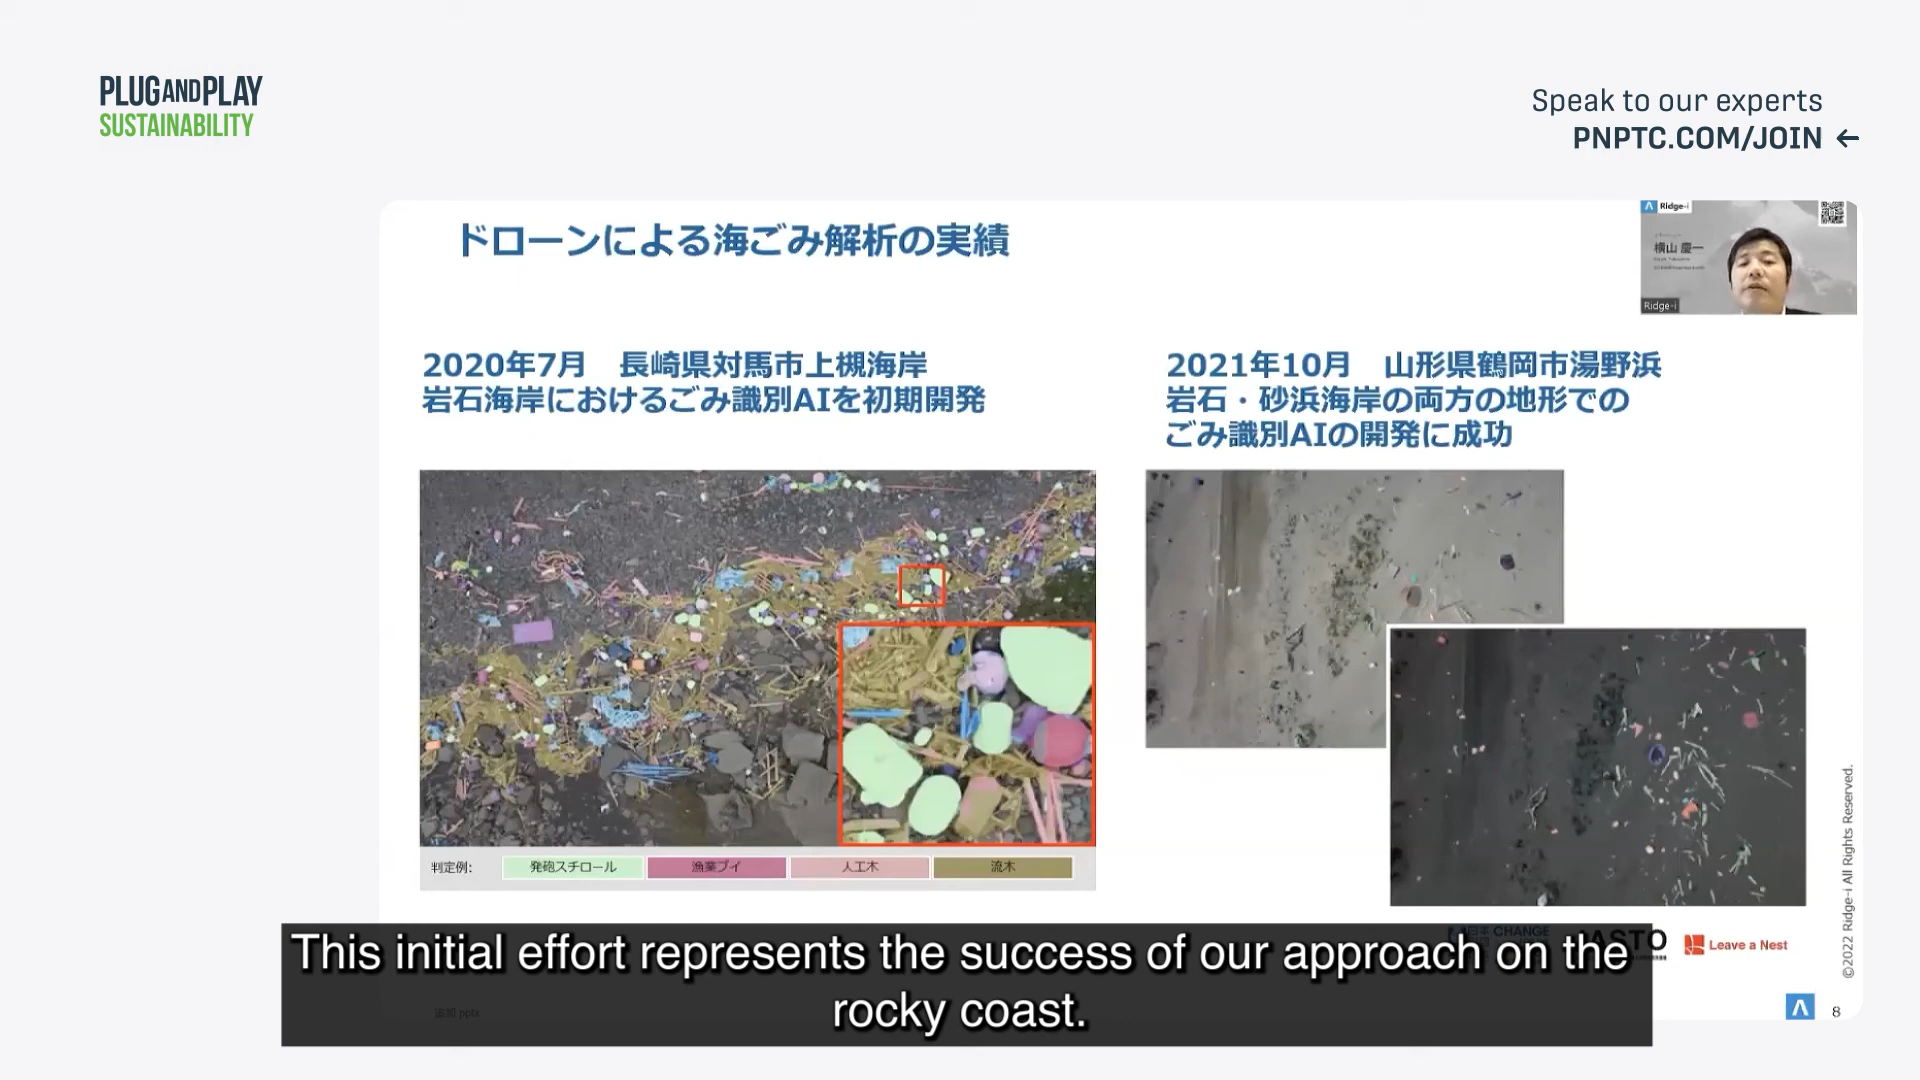 PLUGANDPLAY
SUSTAINABILITY
Speak to our experts
PNPTC.COM/JOIN ←
ドローンによる海ごみ解析の実績
Ridge-i
横山 慶一
Ridge-i
2020年7月　長崎県対馬市上槻海岸
岩石海岸におけるごみ識別AIを初期開発
2021年10月　山形県鶴岡市湯野浜
岩石・砂浜海岸の両方の地形での
ごみ識別AIの開発に成功
判定例:
発砲スチロール
漁業ブイ
人工木
流木
©2022 Ridge-i All Rights Reserved.
CHANGE
JASTO
Leave a Nest
This initial effort represents the success of our approach on the
rocky coast.
8